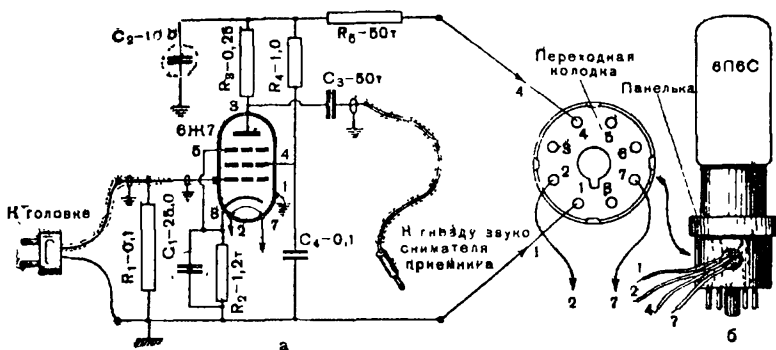 C₂-10,0
R₃-0,25
R₄-1,0
R₅-50т
C₃-50т
3
6Ж7
5
4
1
8
2
7
К головке
R₁-0,1
C₁-25,0
R₂-1,2т
C₄-0,1
К гнезду звуко
снимателя
приемника
а
Переходная
колодка
4
4
5
3
6
2
7
1
8
1
2
7
6П6С
Панелька
1
2
4
7
б